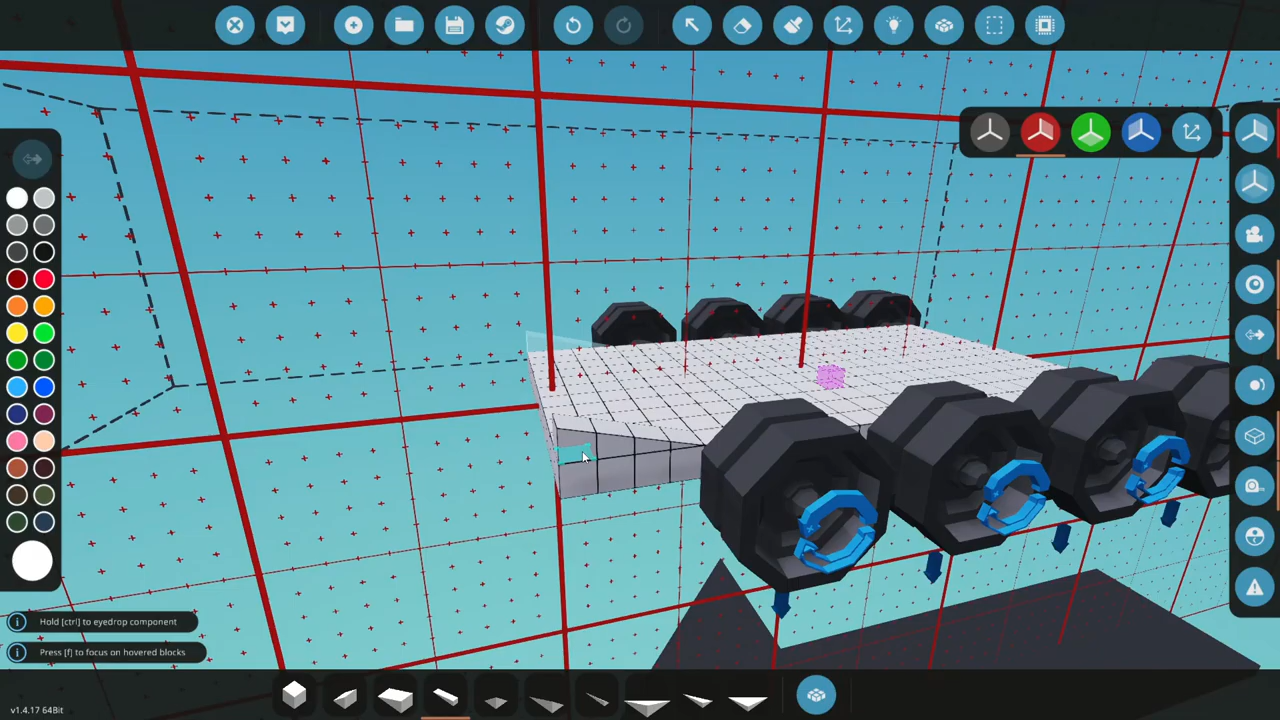 Hold [ctrl] to eyedrop component
Press [f] to focus on hovered blocks
v1.4.17 64Bit